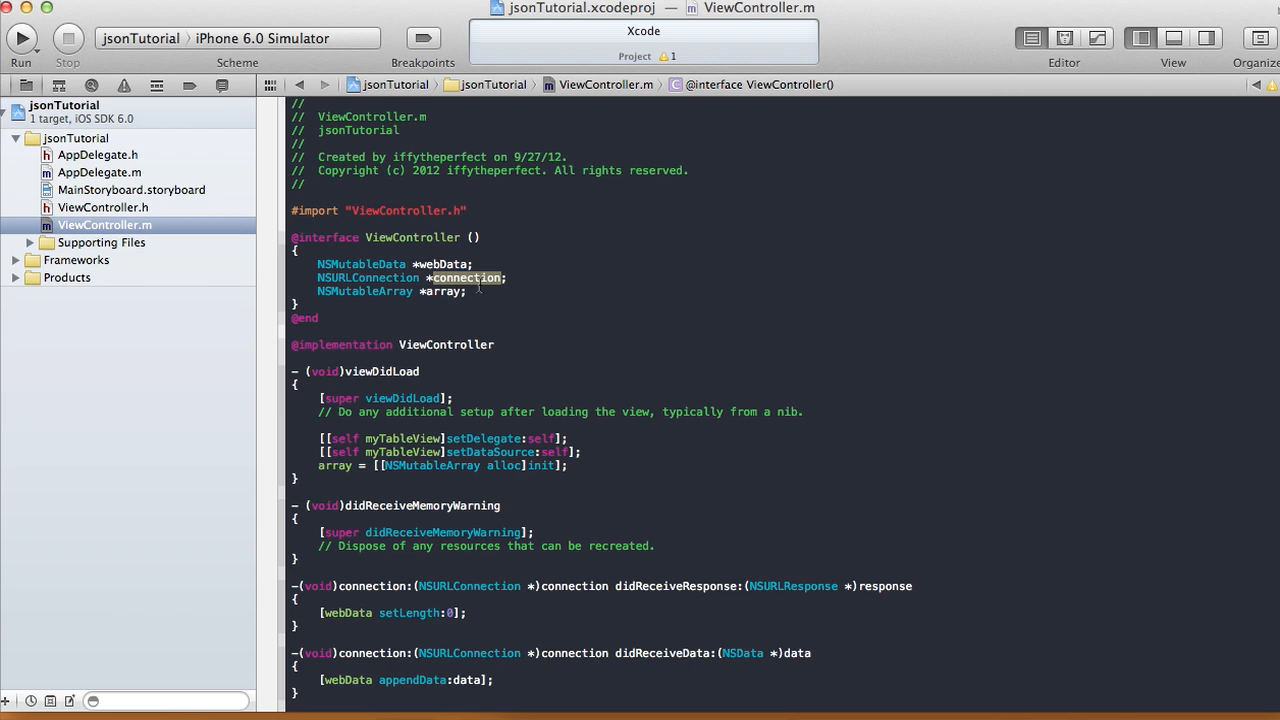 jsonTutorial.xcodeproj — ViewController.m
Run
Stop
jsonTutorial iPhone 6.0 Simulator
Scheme
Breakpoints
Xcode
Project 1
Editor
View
Organize
jsonTutorial
1 target, iOS SDK 6.0
jsonTutorial
AppDelegate.h
AppDelegate.m
MainStoryboard.storyboard
ViewController.h
ViewController.m
Supporting Files
Frameworks
Products
jsonTutorial jsonTutorial ViewController.m @interface ViewController()
//
// ViewController.m
// jsonTutorial
//
// Created by iffytheperfect on 9/27/12.
// Copyright (c) 2012 iffytheperfect. All rights reserved.
//
#import "ViewController.h"
@interface ViewController ()
{
NSMutableData *webData;
NSURLConnection *connection;
NSMutableArray *array;
}
@end
@implementation ViewController
– (void)viewDidLoad
{
[super viewDidLoad];
// Do any additional setup after loading the view, typically from a nib.
[[self myTableView]setDelegate:self];
[[self myTableView]setDataSource:self];
array = [[NSMutableArray alloc]init];
}
– (void)didReceiveMemoryWarning
{
[super didReceiveMemoryWarning];
// Dispose of any resources that can be recreated.
}
–(void)connection:(NSURLConnection *)connection didReceiveResponse:(NSURLResponse *)response
{
[webData setLength:0];
}
–(void)connection:(NSURLConnection *)connection didReceiveData:(NSData *)data
{
[webData appendData:data];
}